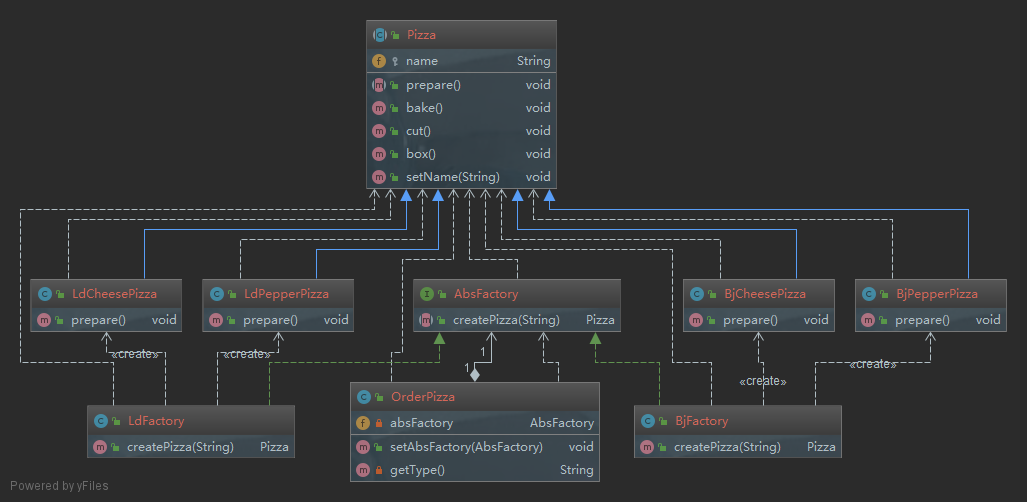 Pizza
name String
prepare() void
bake() void
cut() void
box() void
setName(String) void
LdCheesePizza
prepare() void
LdPepperPizza
prepare() void
AbsFactory
createPizza(String) Pizza
BjCheesePizza
prepare() void
BjPepperPizza
prepare() void
«create»
«create»
1
1
«create»
«create»
LdFactory
createPizza(String) Pizza
OrderPizza
absFactory AbsFactory
setAbsFactory(AbsFactory) void
getType() String
BjFactory
createPizza(String) Pizza
Powered by yFiles